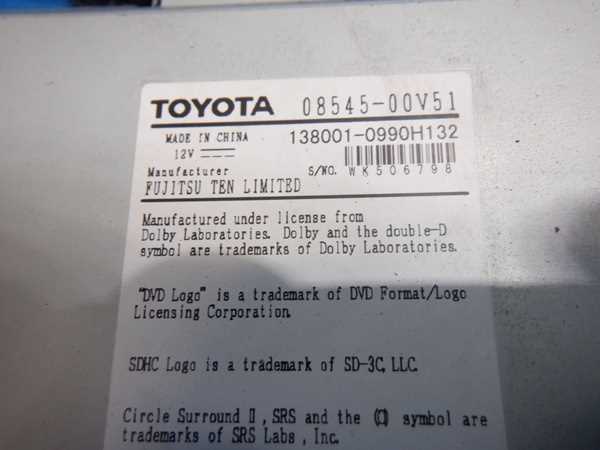 TOYOTA 08545-00V51
MADE IN CHINA 138001-0990H132
12V
Manufacturer S/NO. WK506798
FUJITSU TEN LIMITED
Manufactured under license from
Dolby Laboratories. Dolby and the double-D
symbol are trademarks of Dolby Laboratories.
"DVD Logo" is a trademark of DVD Format/Logo
Licensing Corporation.
SDHC Logo is a trademark of SD-3C, LLC.
Circle Surround Ⅱ, SRS and the (●) symbol are
trademarks of SRS Labs, Inc.